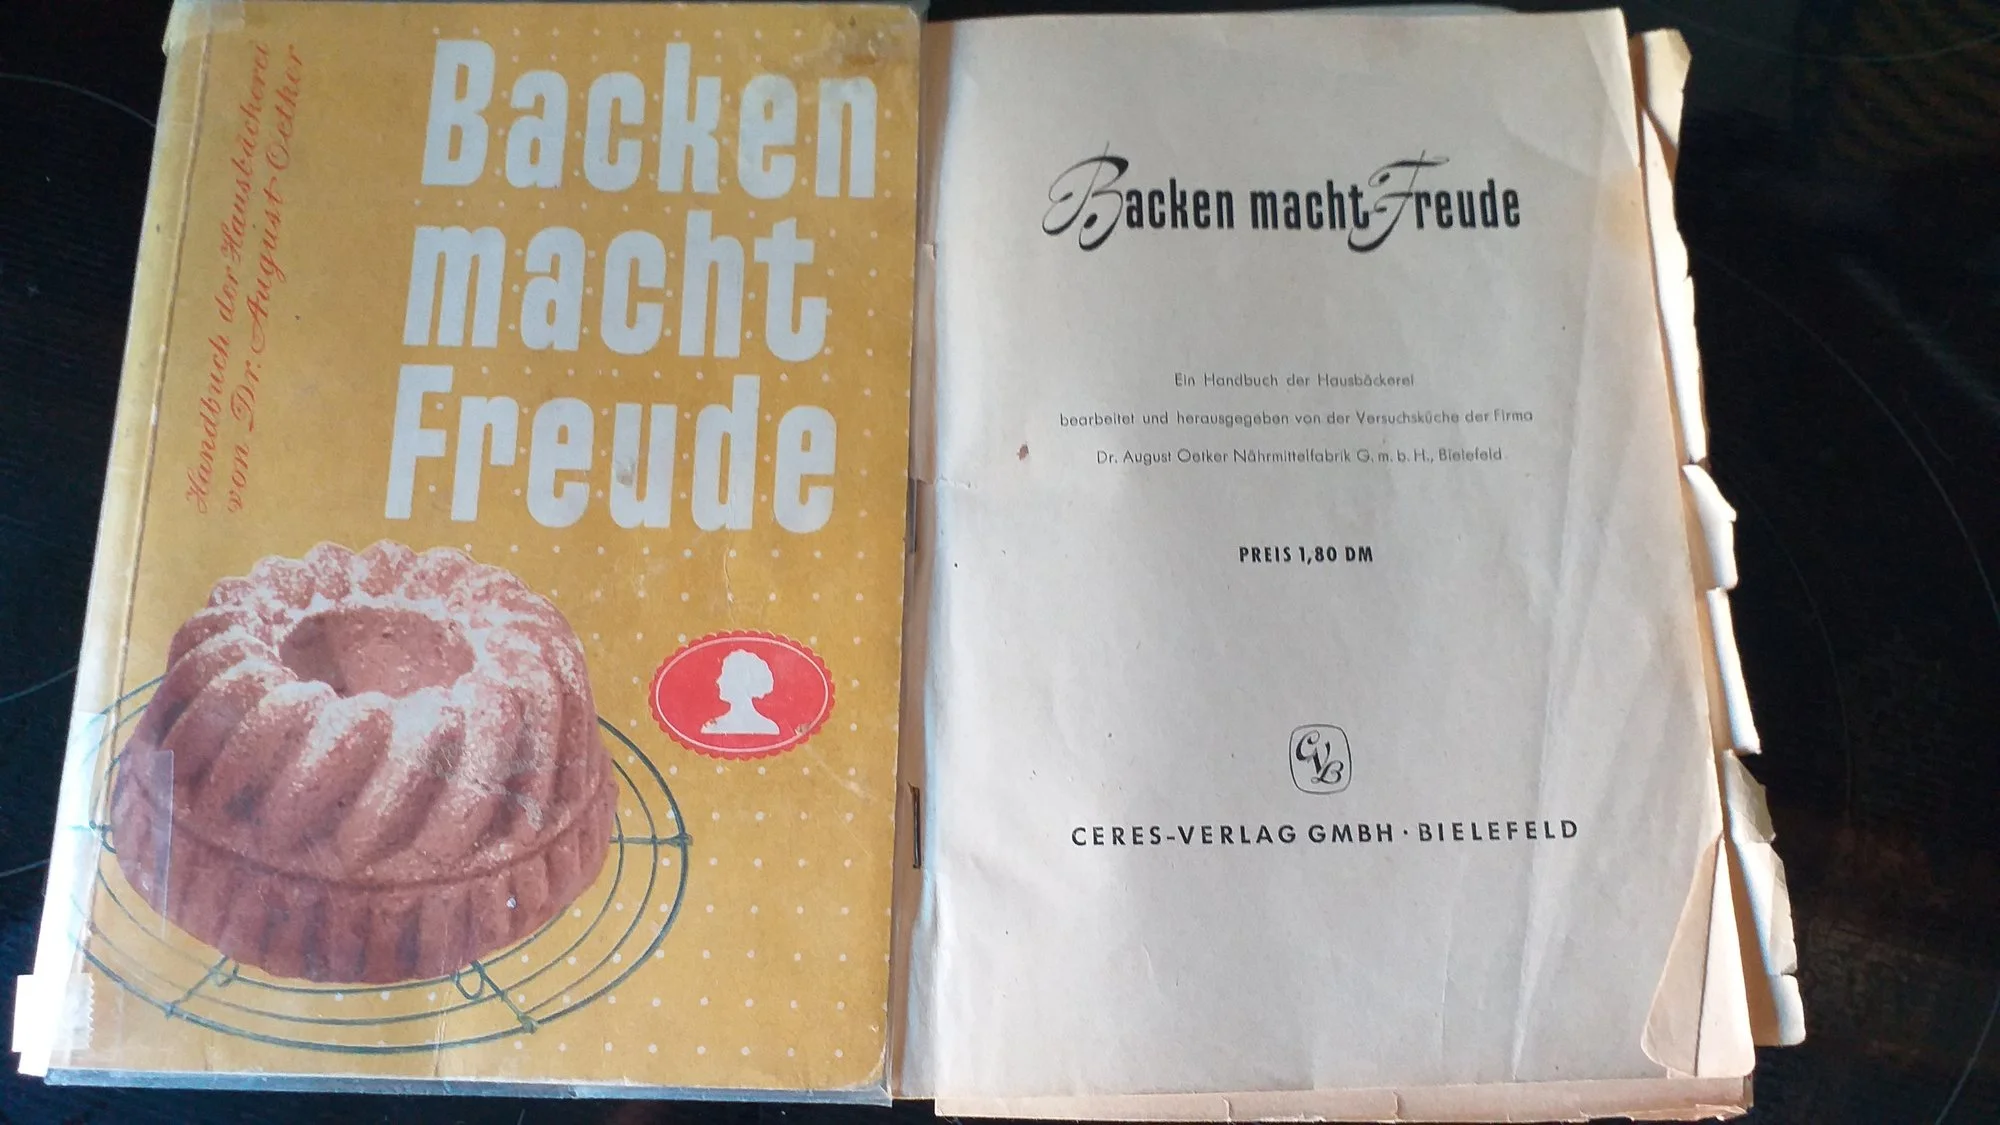 Backen
macht
Freude
Handbuch der Hausbäckerei
von Dr. August Oetker
Backen macht Freude
Ein Handbuch der Hausbäckerei
bearbeitet und herausgegeben von der Versuchsküche der Firma
Dr. August Oetker Nährmittelfabrik G. m. b. H., Bielefeld
PREIS 1,80 DM
CVB
CERES-VERLAG GMBH · BIELEFELD